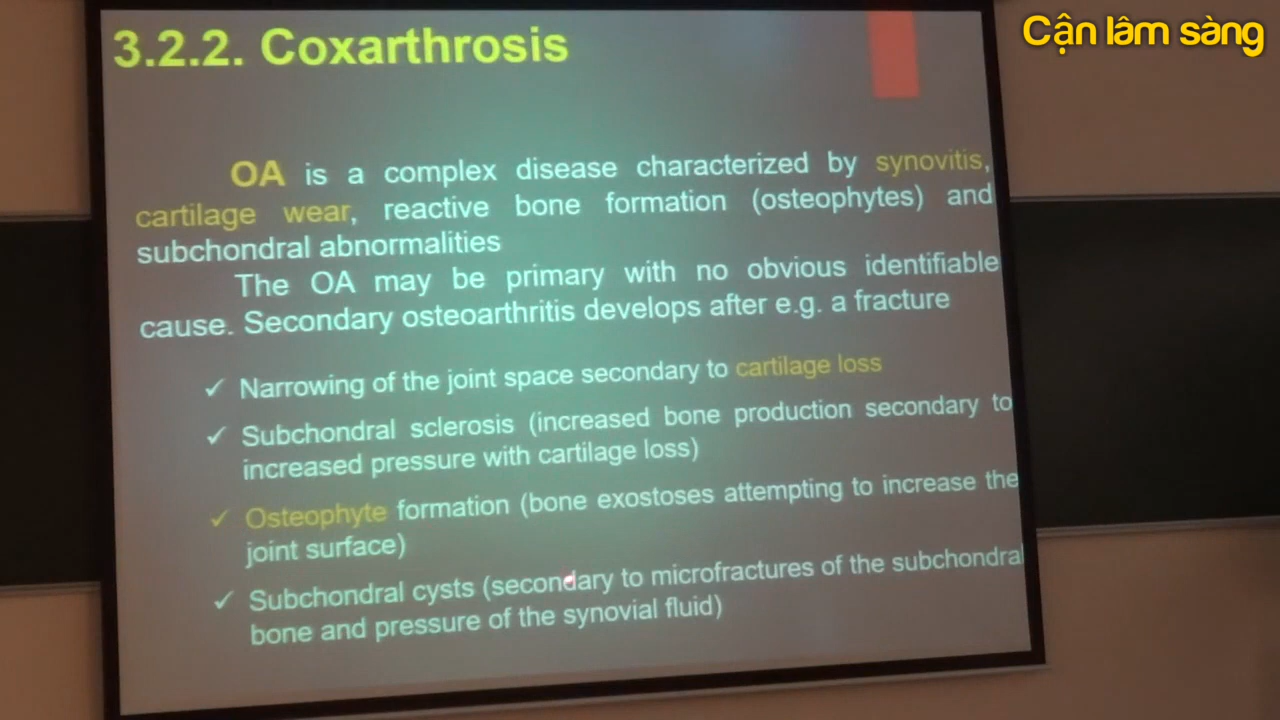 3.2.2. Coxarthrosis
Cận lâm sàng
OA is a complex disease characterized by synovitis,
cartilage wear, reactive bone formation (osteophytes) and
subchondral abnormalities
The OA may be primary with no obvious identifiable
cause. Secondary osteoarthritis develops after e.g. a fracture
✓ Narrowing of the joint space secondary to cartilage loss
✓ Subchondral sclerosis (increased bone production secondary to
increased pressure with cartilage loss)
✓ Osteophyte formation (bone exostoses attempting to increase the
joint surface)
✓ Subchondral cysts (secondary to microfractures of the subchondral
bone and pressure of the synovial fluid)